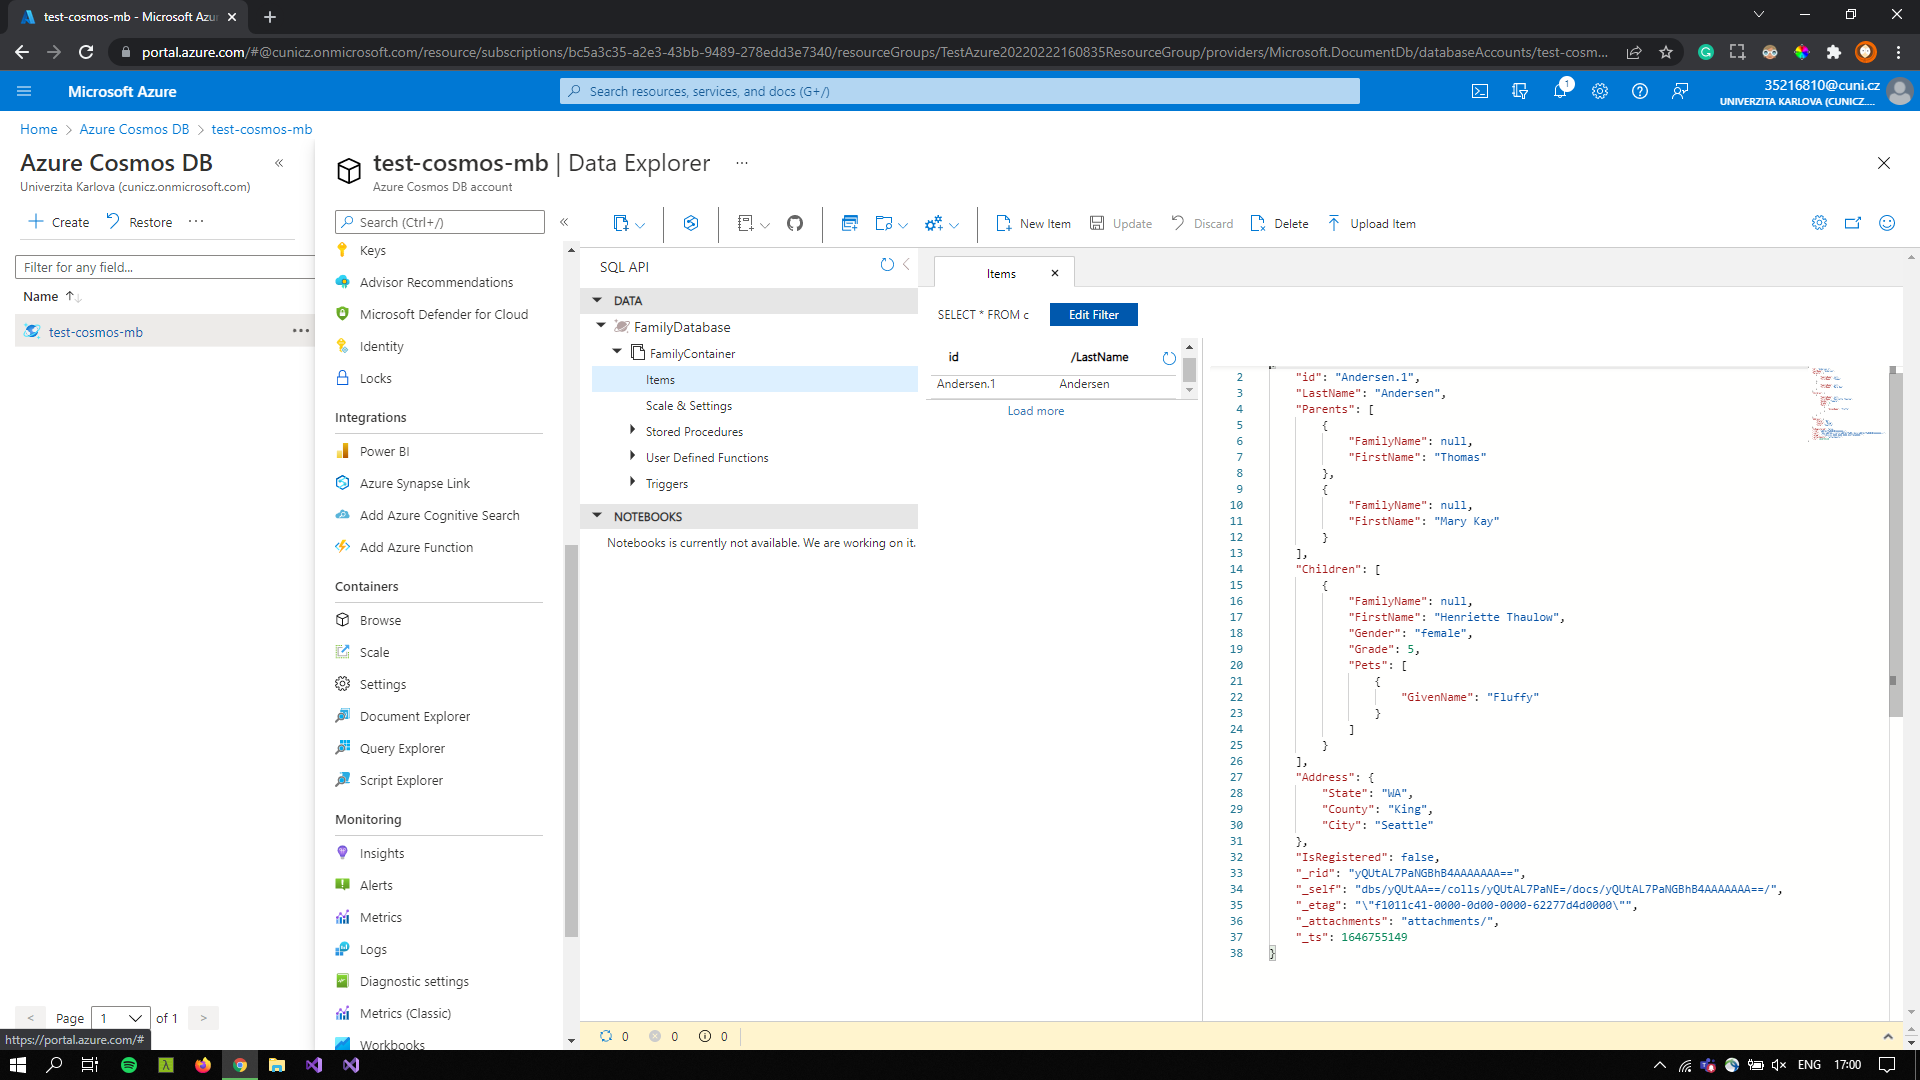 test-cosmos-mb - Microsoft Azu
portal.azure.com/#@cunicz.onmicrosoft.com/resource/subscriptions/bc5a3c35-a2e3-43bb-9489-278edd3e7340/resourceGroups/TestAzure20220222160835ResourceGroup/providers/Microsoft.DocumentDb/databaseAccounts/test-cosm...
Microsoft Azure
Search resources, services, and docs (G+/)
1
35216810@cuni.cz
UNIVERZITA KARLOVA (CUNICZ....
Home > Azure Cosmos DB > test-cosmos-mb
Azure Cosmos DB
Univerzita Karlova (cunicz.onmicrosoft.com)
Create
Restore
Filter for any field...
Name
test-cosmos-mb
Page 1 of 1
https://portal.azure.com/#
test-cosmos-mb | Data Explorer
Azure Cosmos DB account
Search (Ctrl+/)
Keys
Advisor Recommendations
Microsoft Defender for Cloud
Identity
Locks
Integrations
Power BI
Azure Synapse Link
Add Azure Cognitive Search
Add Azure Function
Containers
Browse
Scale
Settings
Document Explorer
Query Explorer
Script Explorer
Monitoring
Insights
Alerts
Metrics
Logs
Diagnostic settings
Metrics (Classic)
Workbooks
New Item
Update
Discard
Delete
Upload Item
SQL API
DATA
FamilyDatabase
FamilyContainer
Items
Scale & Settings
Stored Procedures
User Defined Functions
Triggers
NOTEBOOKS
Notebooks is currently not available. We are working on it.
Items
SELECT * FROM c
Edit Filter
id /LastName
Andersen.1 Andersen
Load more
2 "id": "Andersen.1",
3 "LastName": "Andersen",
4 "Parents": [
5 {
6 "FamilyName": null,
7 "FirstName": "Thomas"
8 },
9 {
10 "FamilyName": null,
11 "FirstName": "Mary Kay"
12 }
13 ],
14 "Children": [
15 {
16 "FamilyName": null,
17 "FirstName": "Henriette Thaulow",
18 "Gender": "female",
19 "Grade": 5,
20 "Pets": [
21 {
22 "GivenName": "Fluffy"
23 }
24 ]
25 }
26 ],
27 "Address": {
28 "State": "WA",
29 "County": "King",
30 "City": "Seattle"
31 },
32 "IsRegistered": false,
33 "_rid": "yQUtAL7PaNGBhB4AAAAAAA==",
34 "_self": "dbs/yQUtAA==/colls/yQUtAL7PaNE=/docs/yQUtAL7PaNGBhB4AAAAAAA==/",
35 "_etag": "\"f1011c41-0000-0d00-0000-62277d4d0000\"",
36 "_attachments": "attachments/",
37 "_ts": 1646755149
38 }
0 0 0
ENG 17:00